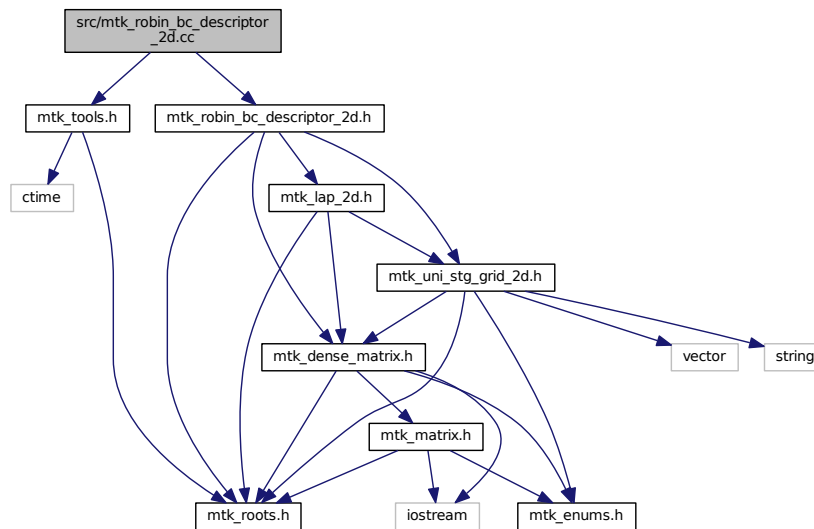 src/mtk_robin_bc_descriptor
_2d.cc
mtk_tools.h
mtk_robin_bc_descriptor_2d.h
ctime
mtk_lap_2d.h
mtk_uni_stg_grid_2d.h
mtk_dense_matrix.h
vector
string
mtk_matrix.h
mtk_roots.h
iostream
mtk_enums.h